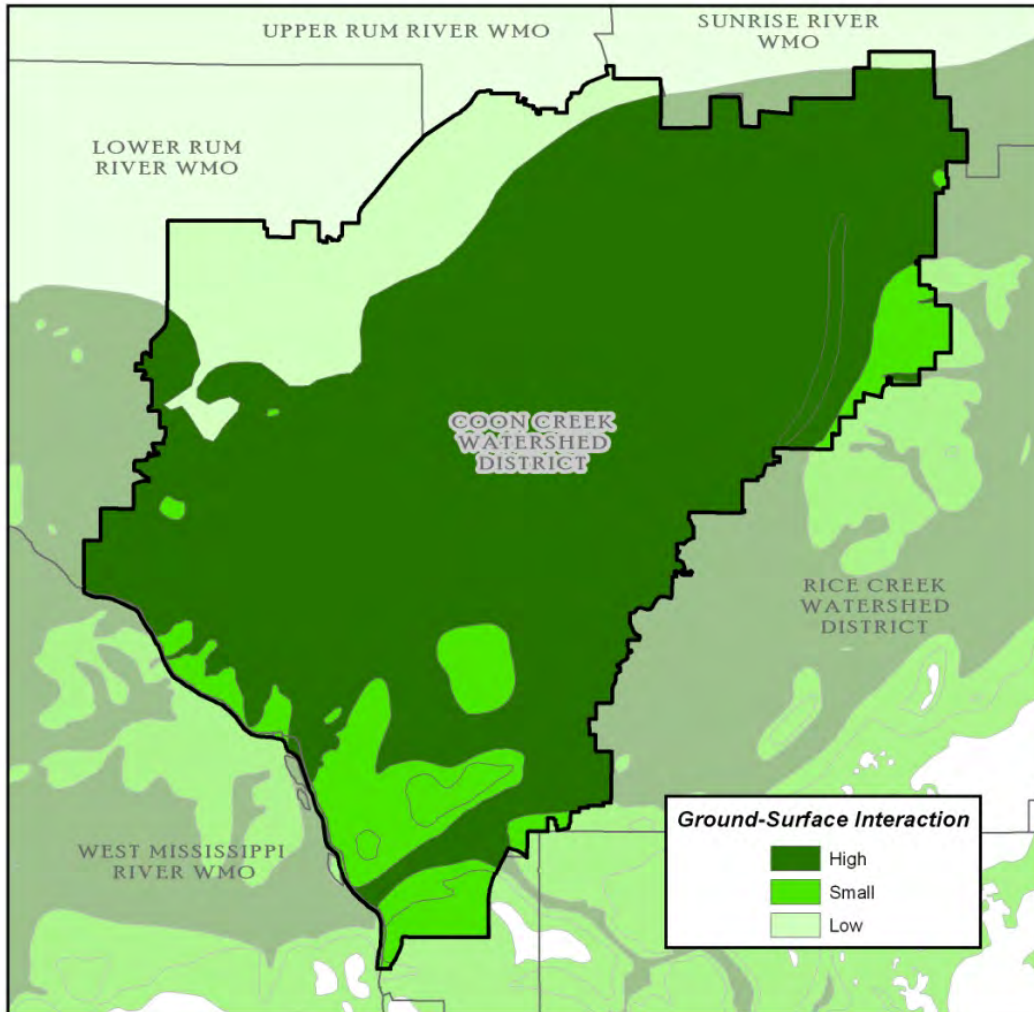 UPPER RUM RIVER WMO
SUNRISE RIVER
WMO
LOWER RUM
RIVER WMO
COON CREEK
WATERSHED
DISTRICT
RICE CREEK
WATERSHED
DISTRICT
WEST MISSISSIPPI
RIVER WMO
Ground-Surface Interaction
High
Small
Low